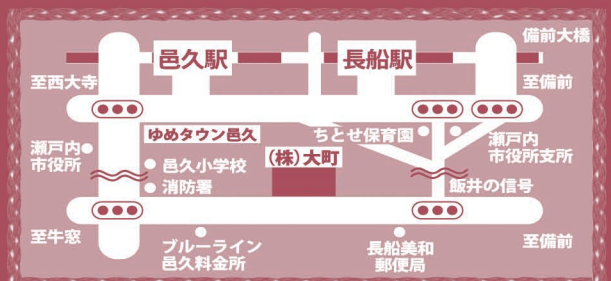 備前大橋
邑久駅
長船駅
至西大寺
至備前
ゆめタウン邑久
ちとせ保育園
瀬戸内
市役所
瀬戸内
市役所支所
(株)大町
邑久小学校
消防署
飯井の信号
至牛窓
至備前
ブルーライン
邑久料金所
長船美和
郵便局